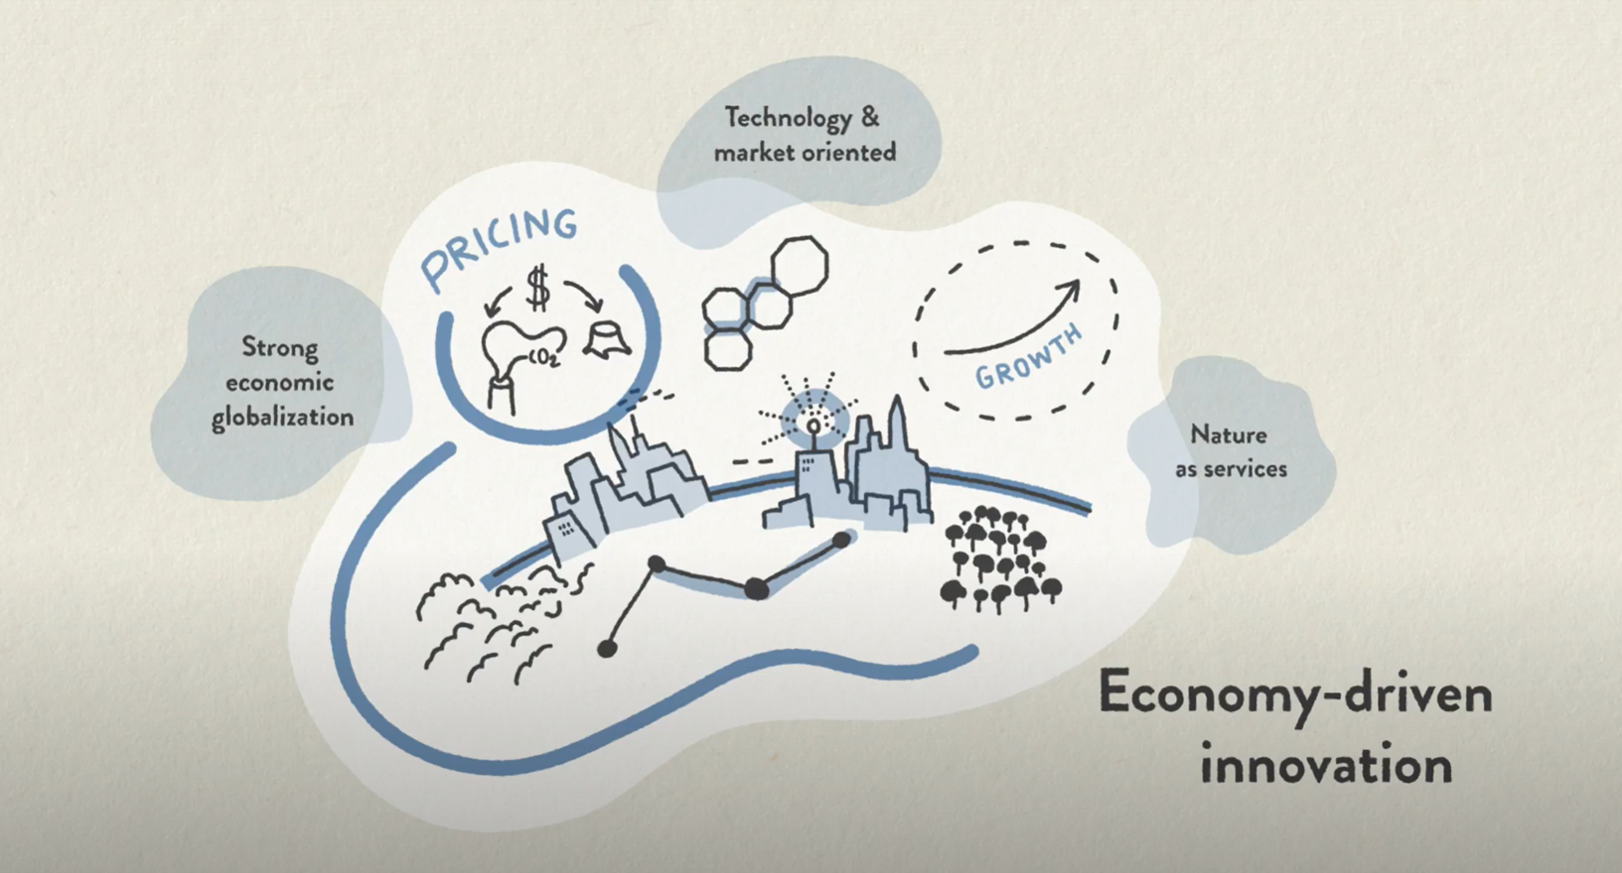 Technology &
market oriented
PRICING
$
CO₂
GROWTH
Strong
economic
globalization
Nature
as services
Economy-driven
innovation